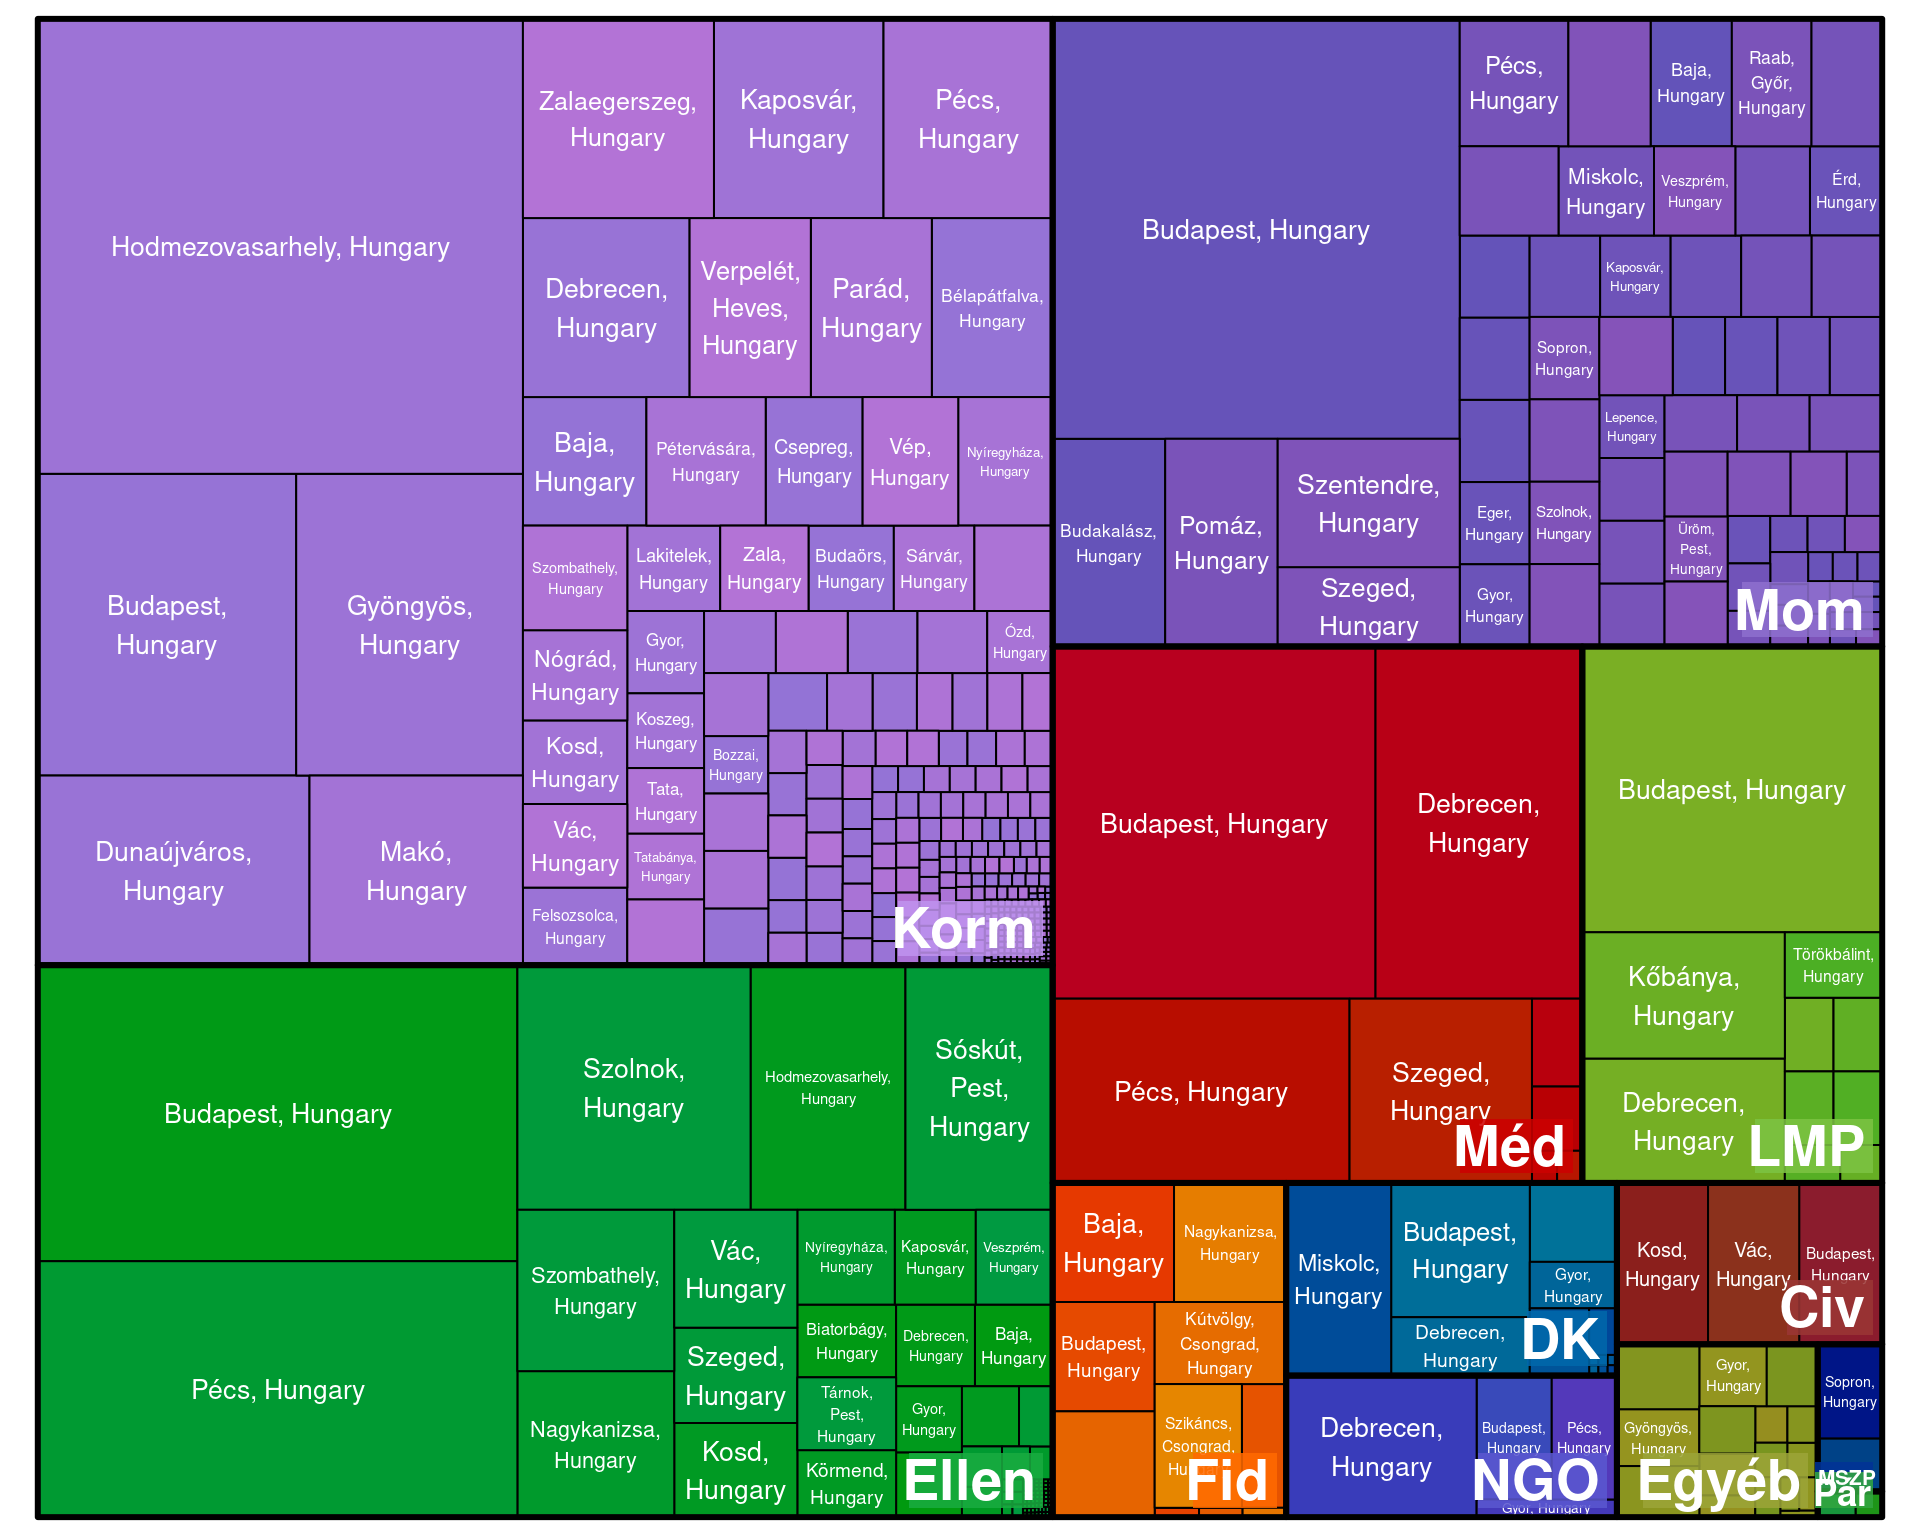 Hodmezovasarhely, Hungary
Budapest,
Hungary
Gyöngyös,
Hungary
Dunaújváros,
Hungary
Makó,
Hungary
Zalaegerszeg,
Hungary
Kaposvár,
Hungary
Pécs,
Hungary
Debrecen,
Hungary
Verpelét,
Heves,
Hungary
Parád,
Hungary
Bélapátfalva,
Hungary
Baja,
Hungary
Pétervására,
Hungary
Csepreg,
Hungary
Vép,
Hungary
Nyíregyháza,
Hungary
Szombathely,
Hungary
Lakitelek,
Hungary
Zala,
Hungary
Budaörs,
Hungary
Sárvár,
Hungary
Nógrád,
Hungary
Gyor,
Hungary
Ózd,
Hungary
Kosd,
Hungary
Koszeg,
Hungary
Bozzai,
Hungary
Vác,
Hungary
Tata,
Hungary
Tatabánya,
Hungary
Felsozsolca,
Hungary
Korm
Budapest, Hungary
Pécs,
Hungary
Baja,
Hungary
Raab,
Győr,
Hungary
Miskolc,
Hungary
Veszprém,
Hungary
Érd,
Hungary
Kaposvár,
Hungary
Sopron,
Hungary
Lepence,
Hungary
Budakalász,
Hungary
Pomáz,
Hungary
Szentendre,
Hungary
Szeged,
Hungary
Eger,
Hungary
Szolnok,
Hungary
Üröm,
Pest,
Hungary
Gyor,
Hungary
Mom
Budapest, Hungary
Pécs, Hungary
Szolnok,
Hungary
Hodmezovasarhely,
Hungary
Sóskút,
Pest,
Hungary
Szombathely,
Hungary
Nagykanizsa,
Hungary
Vác,
Hungary
Szeged,
Hungary
Kosd,
Hungary
Nyíregyháza,
Hungary
Kaposvár,
Hungary
Veszprém,
Hungary
Biatorbágy,
Hungary
Debrecen,
Hungary
Baja,
Hungary
Tárnok,
Pest,
Hungary
Gyor,
Hungary
Körmend,
Hungary
Ellen
Budapest, Hungary
Debrecen,
Hungary
Pécs, Hungary
Szeged,
Hungary
Méd
Budapest, Hungary
Kőbánya,
Hungary
Törökbálint,
Hungary
Debrecen,
Hungary
LMP
Baja,
Hungary
Nagykanizsa,
Hungary
Budapest,
Hungary
Kútvölgy,
Csongrad,
Hungary
Szikáncs,
Csongrad,
Fid
Miskolc,
Hungary
Budapest,
Hungary
Gyor,
Hungary
Debrecen,
Hungary
DK
Debrecen,
Hungary
Budapest,
Hungary
Pécs,
Hungary
Gyor, Hungary
NGO
Kosd,
Hungary
Vác,
Hungary
Budapest,
Hungary
Civ
Gyor,
Hungary
Gyöngyös,
Hungary
Egyéb
Sopron,
Hungary
MSZP
Par